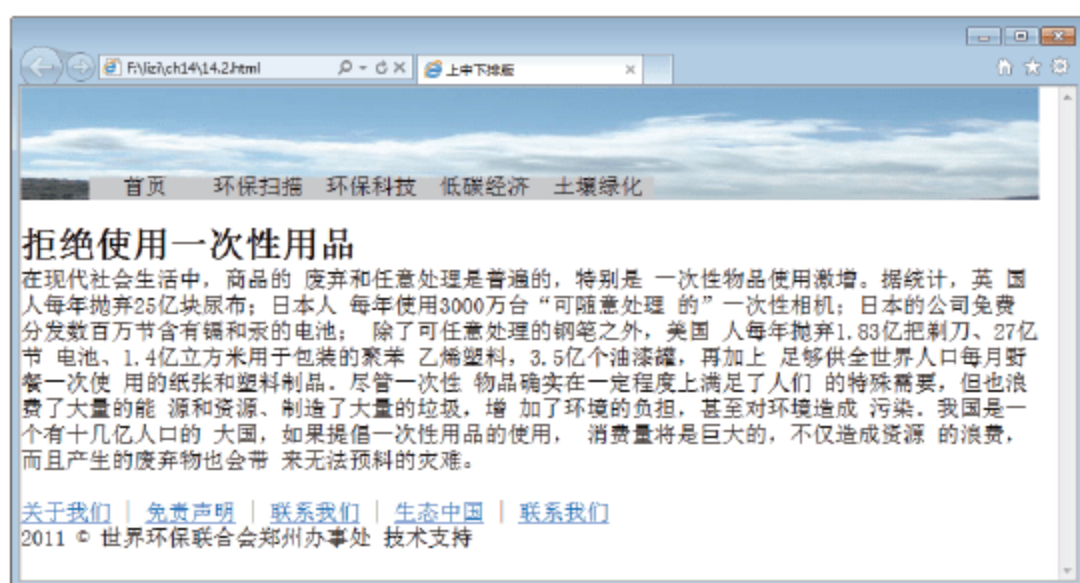 F:\lizi\ch14\14.2.html
上中下排版
首页 环保扫描 环保科技 低碳经济 土壤绿化
拒绝使用一次性用品
在现代社会生活中，商品的 废弃和任意处理是普遍的，特别是 一次性物品使用激增。据统计，英 国
人每年抛弃25亿块尿布；日本人 每年使用3000万台“可随意处理 的”一次性相机；日本的公司免费
分发数百万节含有镉和汞的电池； 除了可任意处理的钢笔之外，美国 人每年抛弃1.83亿把剃刀、27亿
节 电池、1.4亿立方米用于包装的聚苯 乙烯塑料，3.5亿个油漆罐，再加上 足够供全世界人口每月野
餐一次使 用的纸张和塑料制品。尽管一次性 物品确实在一定程度上满足了人们 的特殊需要，但也浪
费了大量的能 源和资源、制造了大量的垃圾，增 加了环境的负担，甚至对环境造成 污染。我国是一
个有十几亿人口的 大国，如果提倡一次性用品的使用， 消费量将是巨大的，不仅造成资源 的浪费，
而且产生的废弃物也会带 来无法预料的灾难。
关于我们 | 免责声明 | 联系我们 | 生态中国 | 联系我们
2011 © 世界环保联合会郑州办事处 技术支持